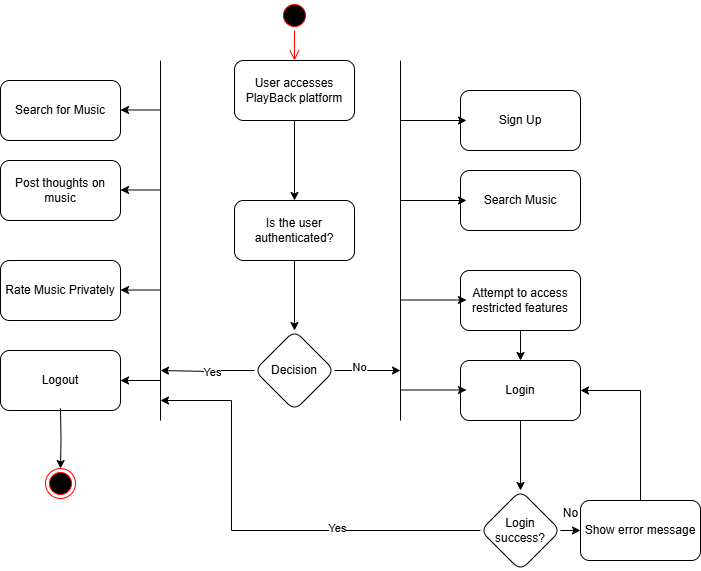 User accesses
PlayBack platform
Search for Music
Sign Up
Post thoughts on
music
Search Music
Is the user
authenticated?
Rate Music Privately
Attempt to access
restricted features
Yes
Decision
No
Logout
Login
Yes
Login
success?
No
Show error message